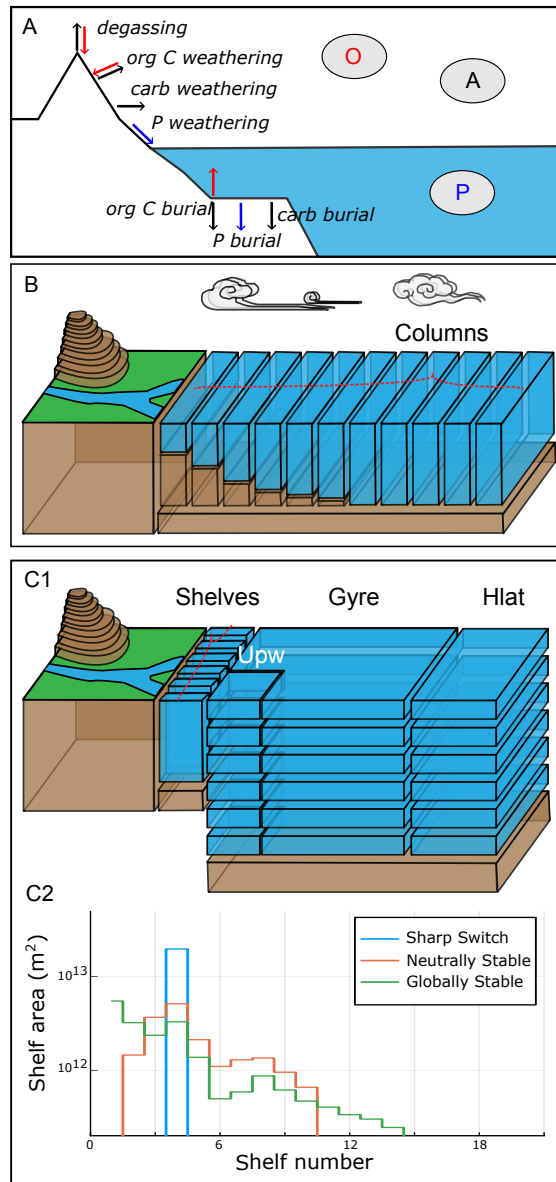 A
degassing
org C weathering
carb weathering
P weathering
O
A
P
org C burial
carb burial
P burial
B
Columns
C1
Shelves
Gyre
Hlat
Upw
C2
Shelf area (m²)
10¹³
10¹²
Sharp Switch
Neutrally Stable
Globally Stable
0
6
12
18
Shelf number